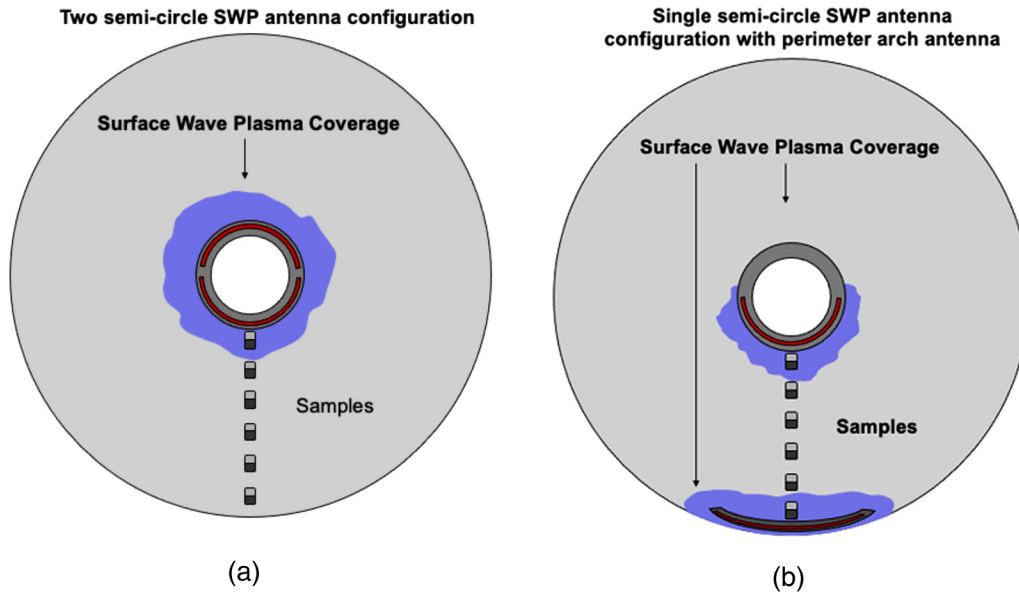 Two semi-circle SWP antenna configuration
Surface Wave Plasma Coverage
Samples
(a)
Single semi-circle SWP antenna
configuration with perimeter arch antenna
Surface Wave Plasma Coverage
Samples
(b)